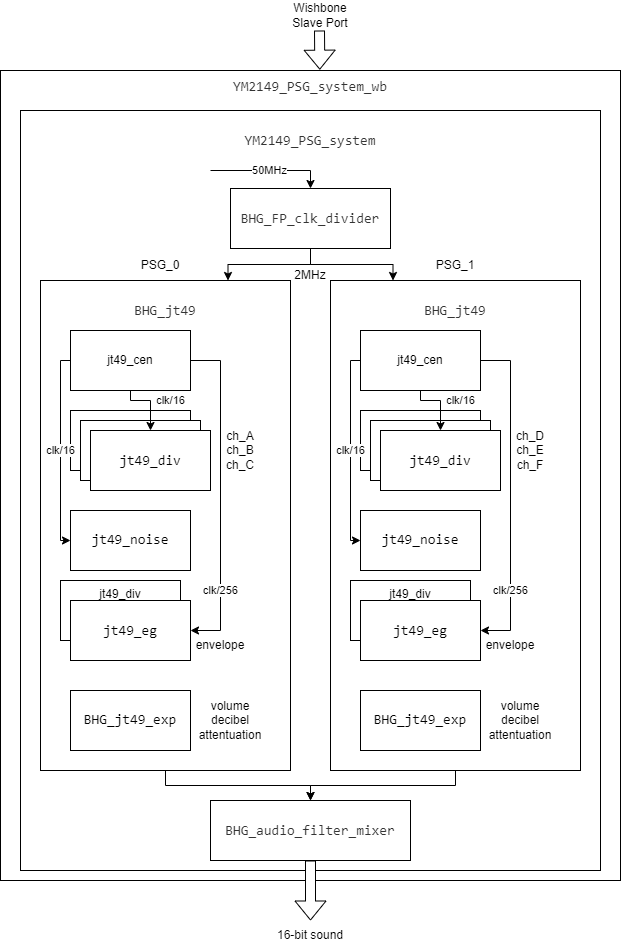 Wishbone
Slave Port
YM2149_PSG_system_wb
YM2149_PSG_system
50MHz
BHG_FP_clk_divider
PSG_0
PSG_1
2MHz
BHG_jt49
BHG_jt49
jt49_cen
jt49_cen
clk/16
clk/16
ch_A
ch_B
ch_C
ch_D
ch_E
ch_F
clk/16
clk/16
jt49_div
jt49_div
jt49_noise
jt49_noise
jt49_div
clk/256
jt49_div
clk/256
jt49_eg
jt49_eg
envelope
envelope
BHG_jt49_exp
volume
decibel
attentuation
BHG_jt49_exp
volume
decibel
attentuation
BHG_audio_filter_mixer
16-bit sound